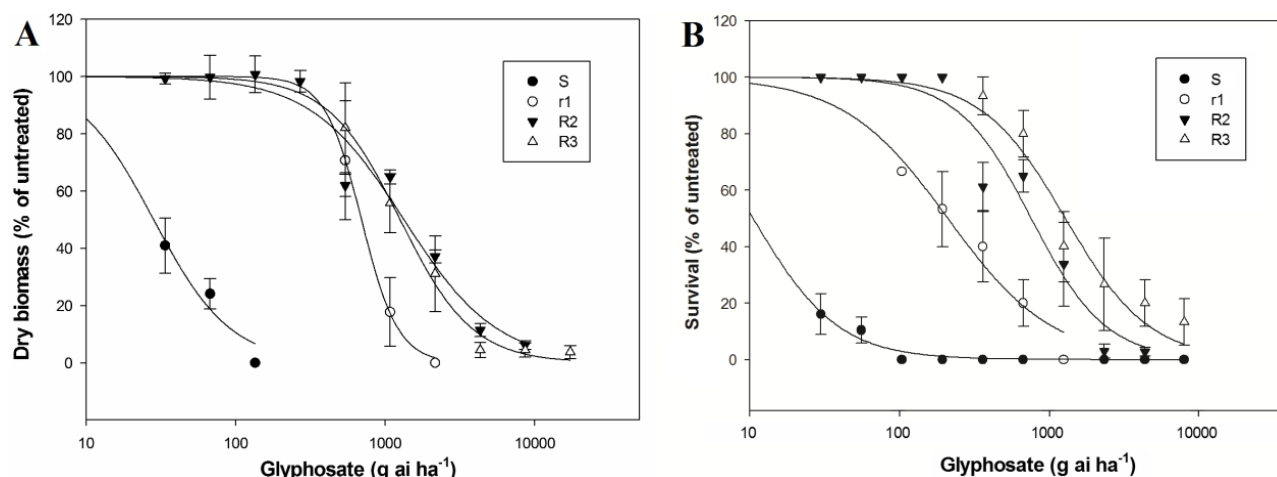 A
Dry biomass (% of untreated)
120
100
80
60
40
20
0
S
r1
R2
R3
10
100
1000
10000
Glyphosate (g ai ha⁻¹)
B
Survival (% of untreated)
120
100
80
60
40
20
0
S
r1
R2
R3
10
100
1000
10000
Glyphosate (g ai ha⁻¹)